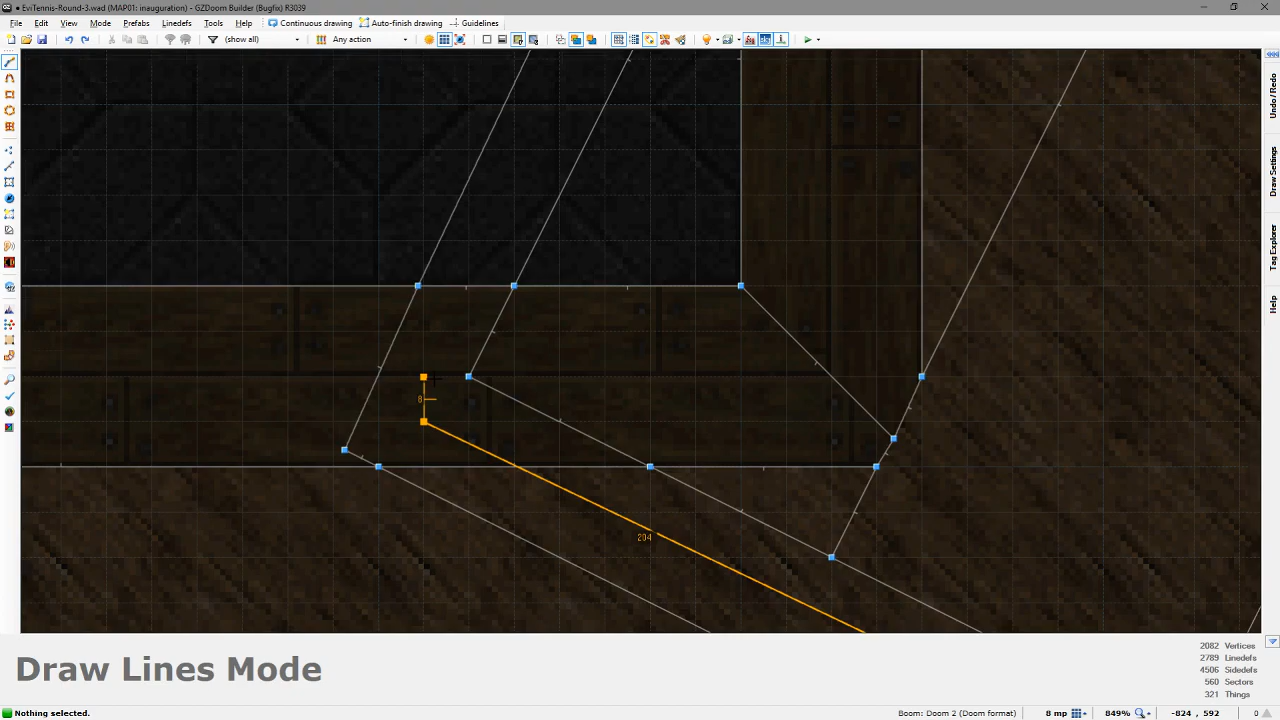 • EviTennis-Round-3.wad (MAP01: inauguration) - GZDoom Builder (Bugfix) R3039
File Edit View Mode Prefabs Linedefs Tools Help Continuous drawing Auto-finish drawing Guidelines
(show all) Any action
Undo / Redo
Draw Settings
Tag Explorer
Help
8
204
Draw Lines Mode
2082 Vertices
2789 Linedefs
4506 Sidedefs
560 Sectors
321 Things
Nothing selected. Boom: Doom 2 (Doom format) 8 mp 849% -824 , 592 0